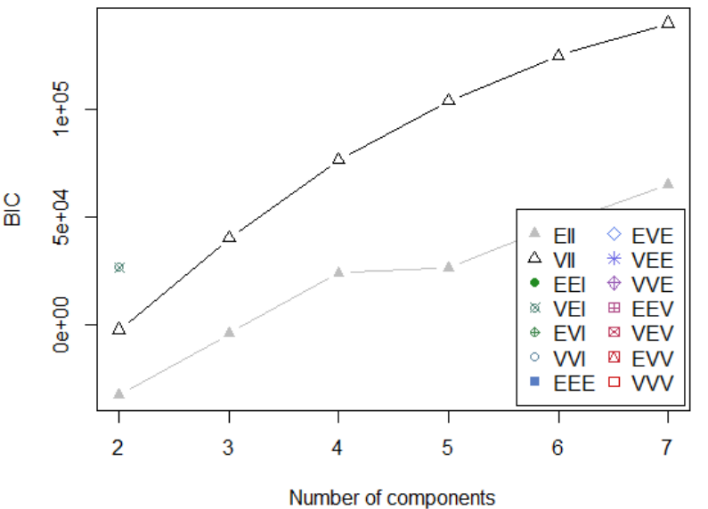 BIC
1e+05
5e+04
0e+00
EII EVE
VII VEE
EEI VVE
VEI EEV
EVI VEV
VVI EVV
EEE VVV
2 3 4 5 6 7
Number of components